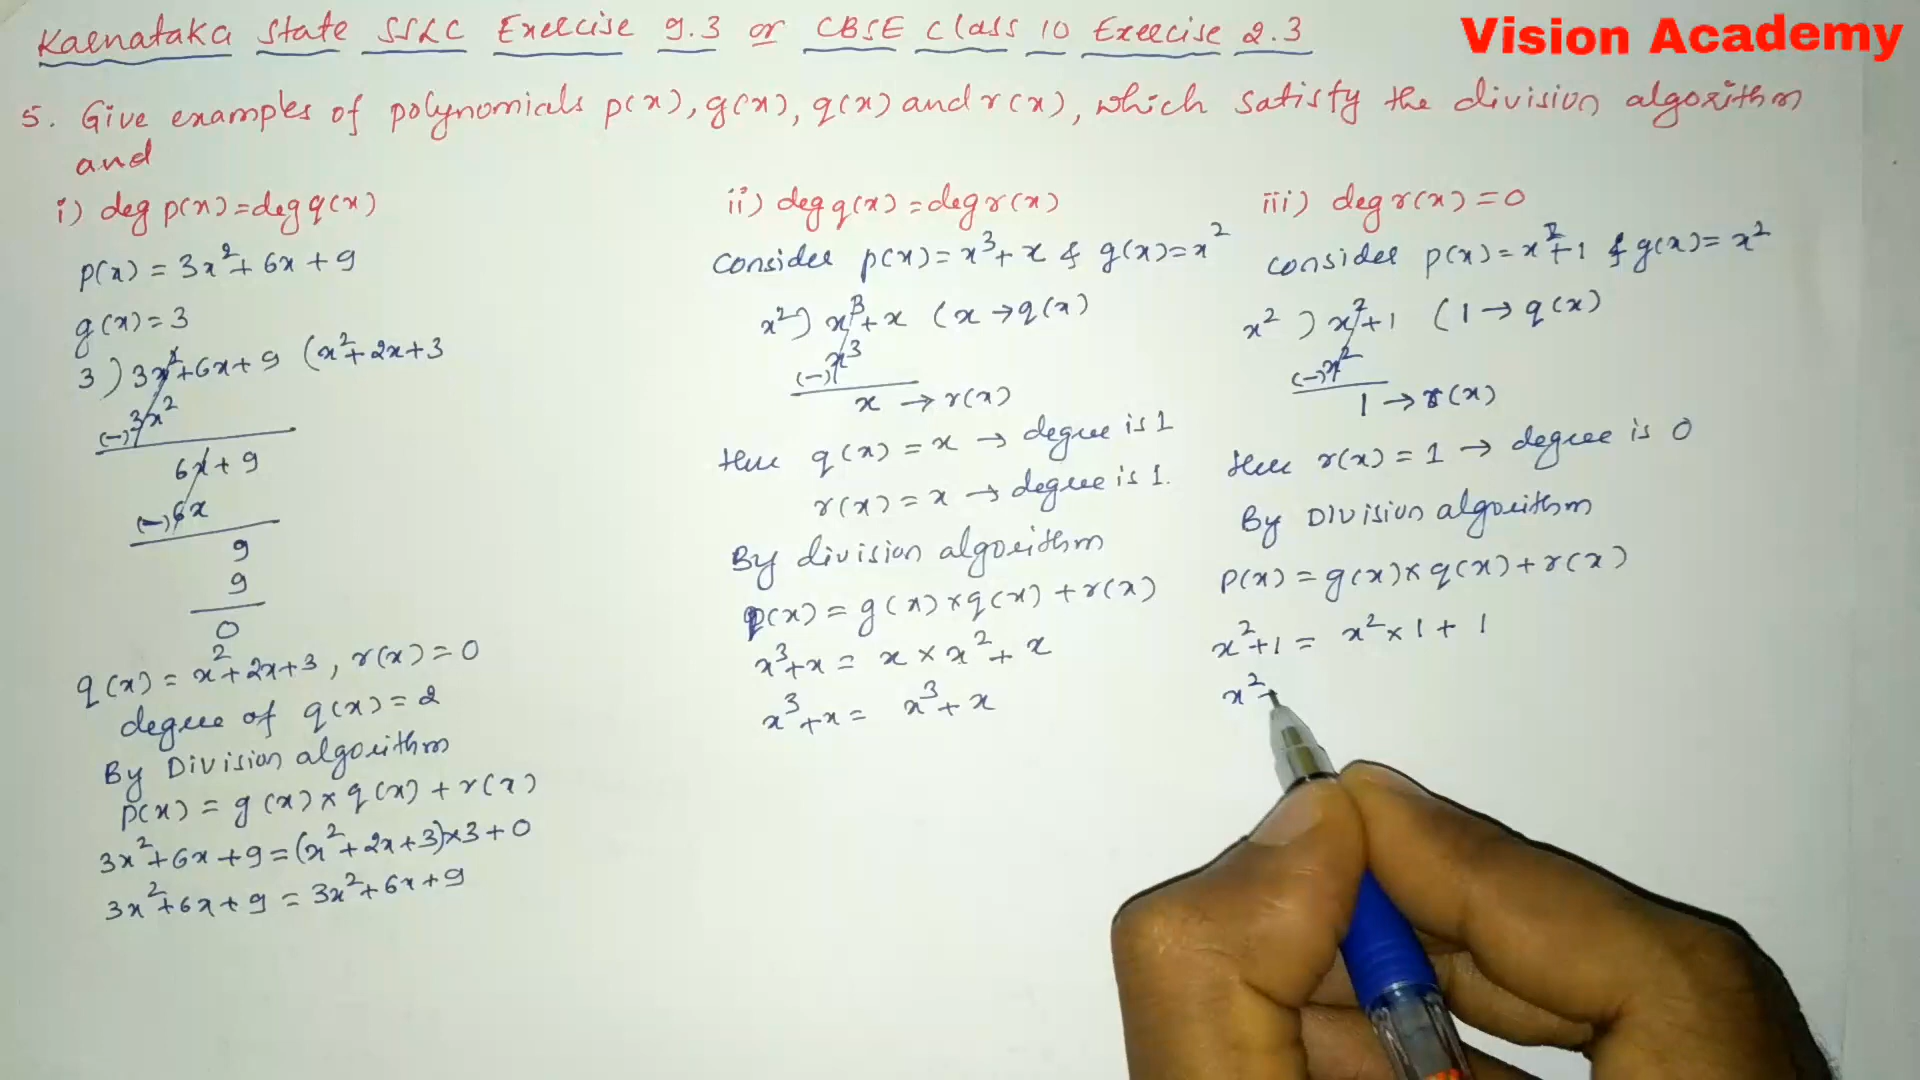 Karnataka State SSLC Exercise 9.3 or CBSE Class 10 Exercise 2.3
Vision Academy
5. Give examples of polynomials p(x), g(x), q(x) and r(x), which satisfy the division algorithm
and
i) deg p(x) = deg q(x)
p(x) = 3x² + 6x + 9
g(x) = 3
3 ) 3x² + 6x + 9 ( x² + 2x + 3
(-) 3x²
6x + 9
(-) 6x
9
9
0
q(x) = x² + 2x + 3, r(x) = 0
degree of q(x) = 2
By Division algorithm
p(x) = g(x) × q(x) + r(x)
3x² + 6x + 9 = (x² + 2x + 3) × 3 + 0
3x² + 6x + 9 = 3x² + 6x + 9
ii) deg q(x) = deg r(x)
Consider p(x) = x³ + x & g(x) = x²
x² ) x³ + x ( x → q(x)
(-) x³
x → r(x)
Here q(x) = x → degree is 1
r(x) = x → degree is 1.
By division algorithm
p(x) = g(x) × q(x) + r(x)
x³ + x = x × x² + x
x³ + x = x³ + x
iii) deg r(x) = 0
Consider p(x) = x² + 1 & g(x) = x²
x² ) x² + 1 ( 1 → q(x)
(-) x²
1 → r(x)
Here r(x) = 1 → degree is 0
By Division algorithm
P(x) = g(x) × q(x) + r(x)
x² + 1 = x² × 1 + 1
x² +